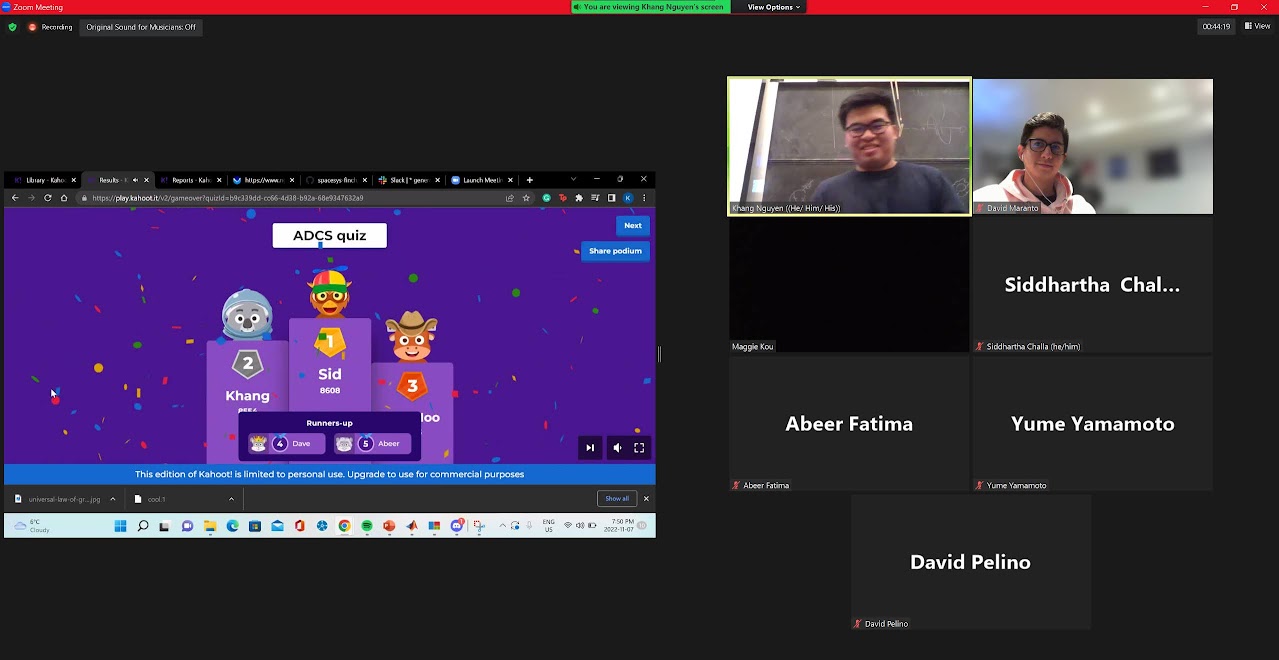 Zoom Meeting
You are viewing Khang Nguyen's screen
View Options
Recording
Original Sound for Musicians: Off
00:44:19
View
Library - Kaho
Results - K
Reports - Kah
https://www.
spacesys-finch
Slack | * gener
Launch Meetin
https://play.kahoot.it/v2/gameover?quizId=b9c339dd-cc66-4d38-b92a-68e9347632a9
ADCS quiz
Next
Share podium
1
Sid
8608
2
Khang
3
loo
Runners-up
4 Dave
5 Abeer
This edition of Kahoot! is limited to personal use. Upgrade to use for commercial purposes
universal-law-of-gr....jpg
cool.1
Show all
6°C
Cloudy
ENG
US
7:50 PM
2022-11-07
Khang Nguyen ((He/ Him/ His))
David Maranto
Maggie Kou
Siddhartha Chal...
Siddhartha Challa (he/him)
Abeer Fatima
Abeer Fatima
Yume Yamamoto
Yume Yamamoto
David Pelino
David Pelino